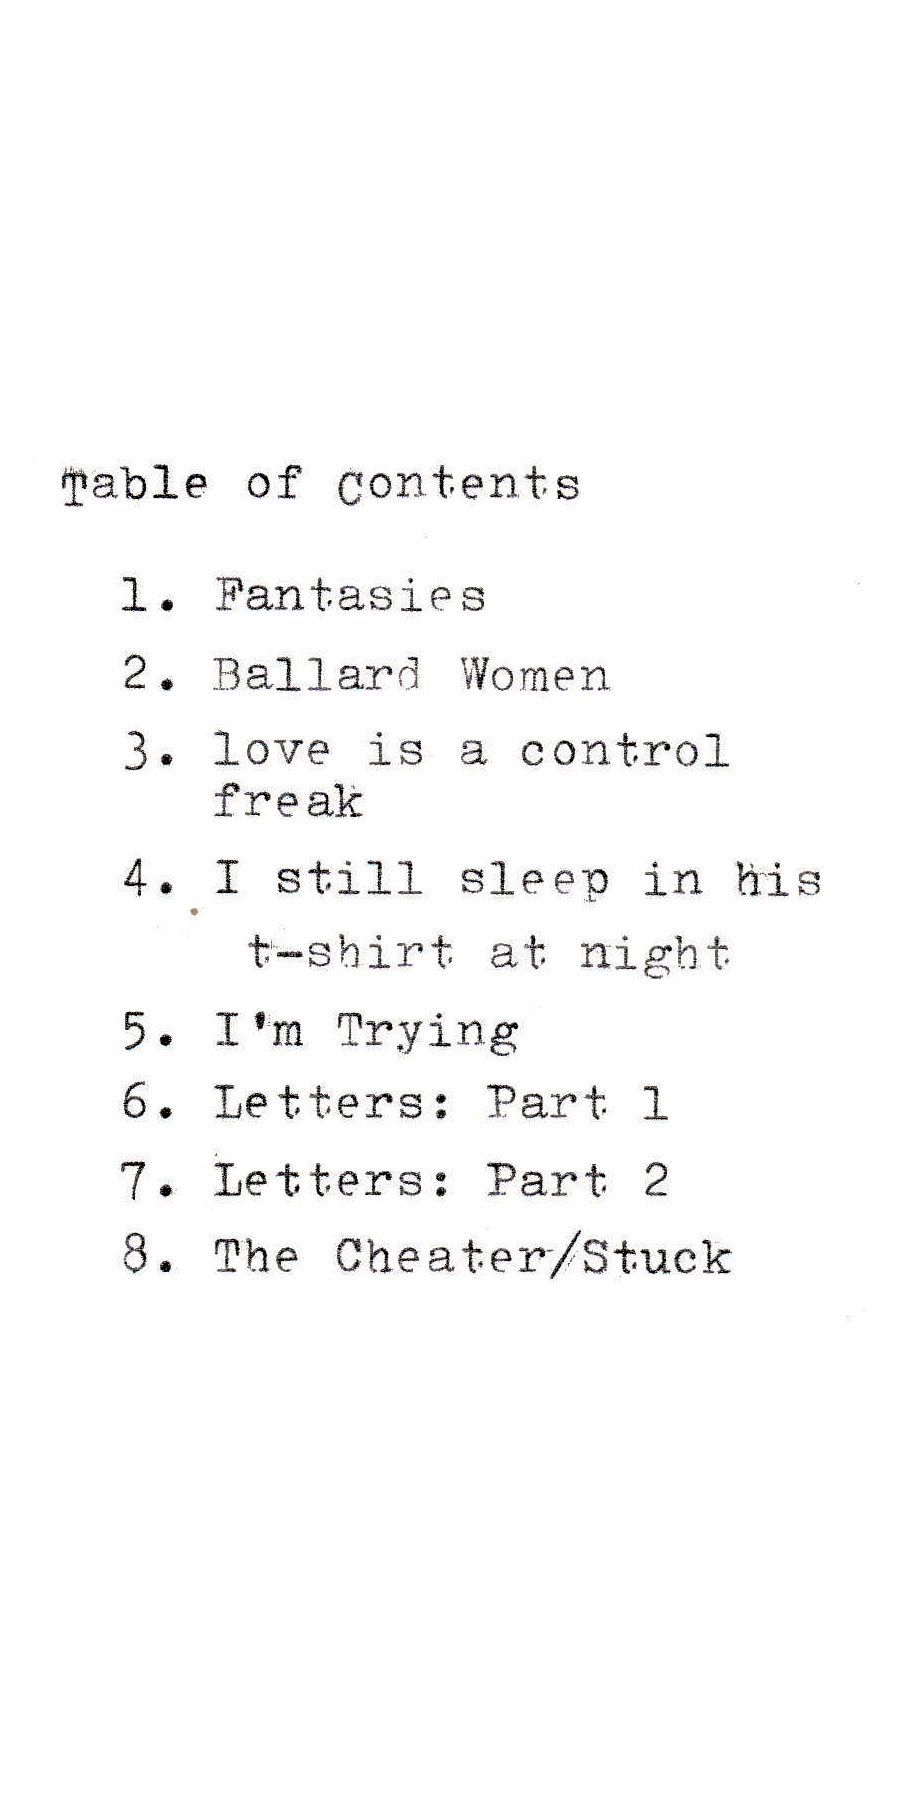 Table of Contents
1. Fantasies
2. Ballard Women
3. love is a control
freak
4. I still sleep in his
t-shirt at night
5. I'm Trying
6. Letters: Part 1
7. Letters: Part 2
8. The Cheater/Stuck